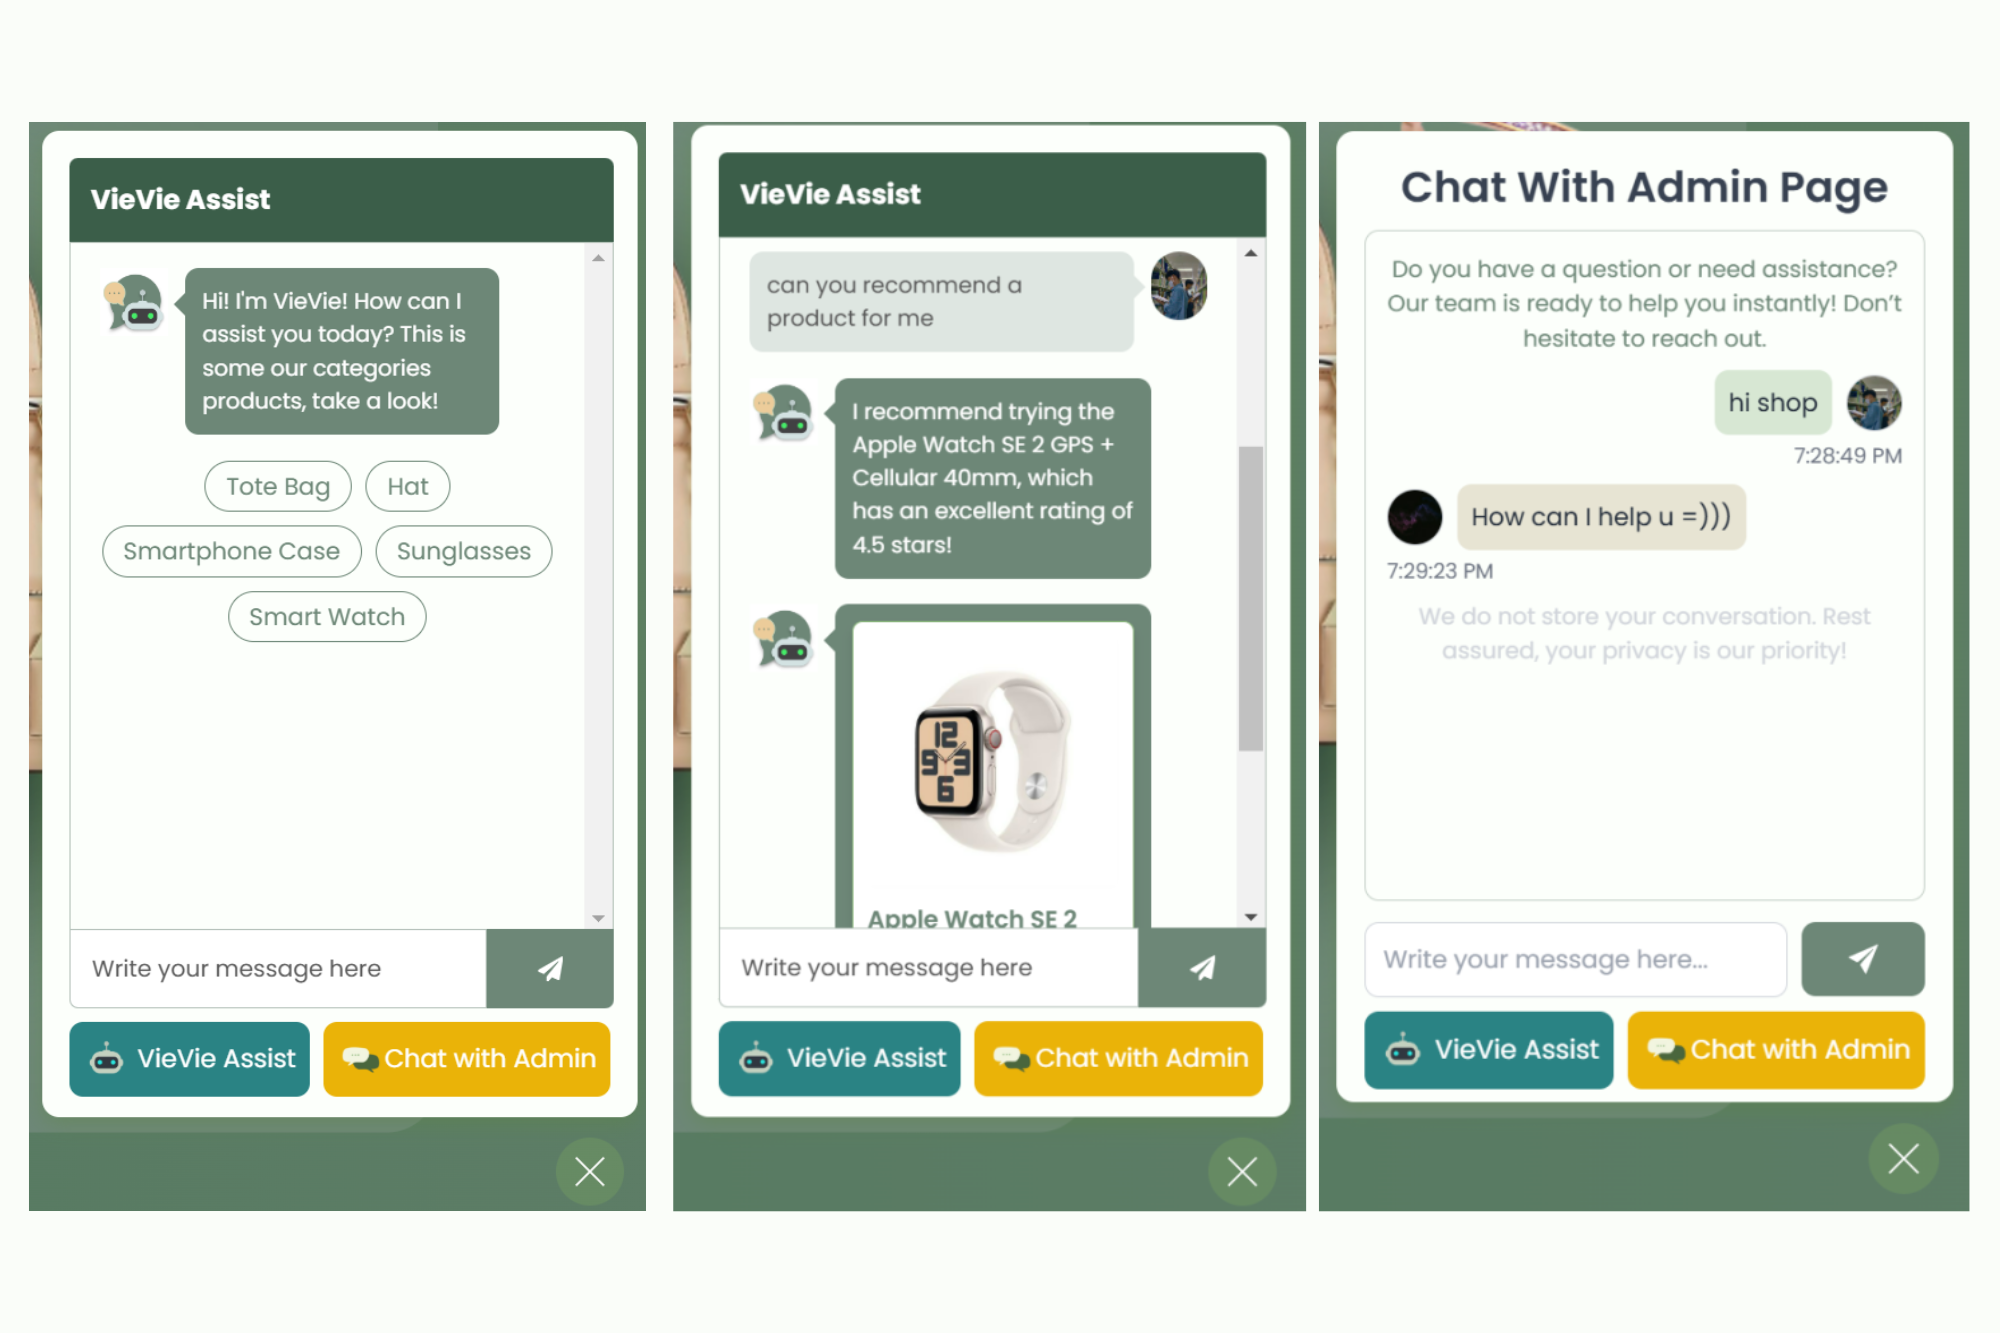 VieVie Assist
Hi! I'm VieVie! How can I
assist you today? This is
some our categories
products, take a look!
Tote Bag
Hat
Smartphone Case
Sunglasses
Smart Watch
Write your message here
VieVie Assist
Chat with Admin
VieVie Assist
can you recommend a
product for me
I recommend trying the
Apple Watch SE 2 GPS +
Cellular 40mm, which
has an excellent rating of
4.5 stars!
12
9 3
6
Apple Watch SE 2
Write your message here
VieVie Assist
Chat with Admin
Chat With Admin Page
Do you have a question or need assistance?
Our team is ready to help you instantly! Don’t
hesitate to reach out.
hi shop
7:28:49 PM
How can I help u =)))
7:29:23 PM
We do not store your conversation. Rest
assured, your privacy is our priority!
Write your message here...
VieVie Assist
Chat with Admin